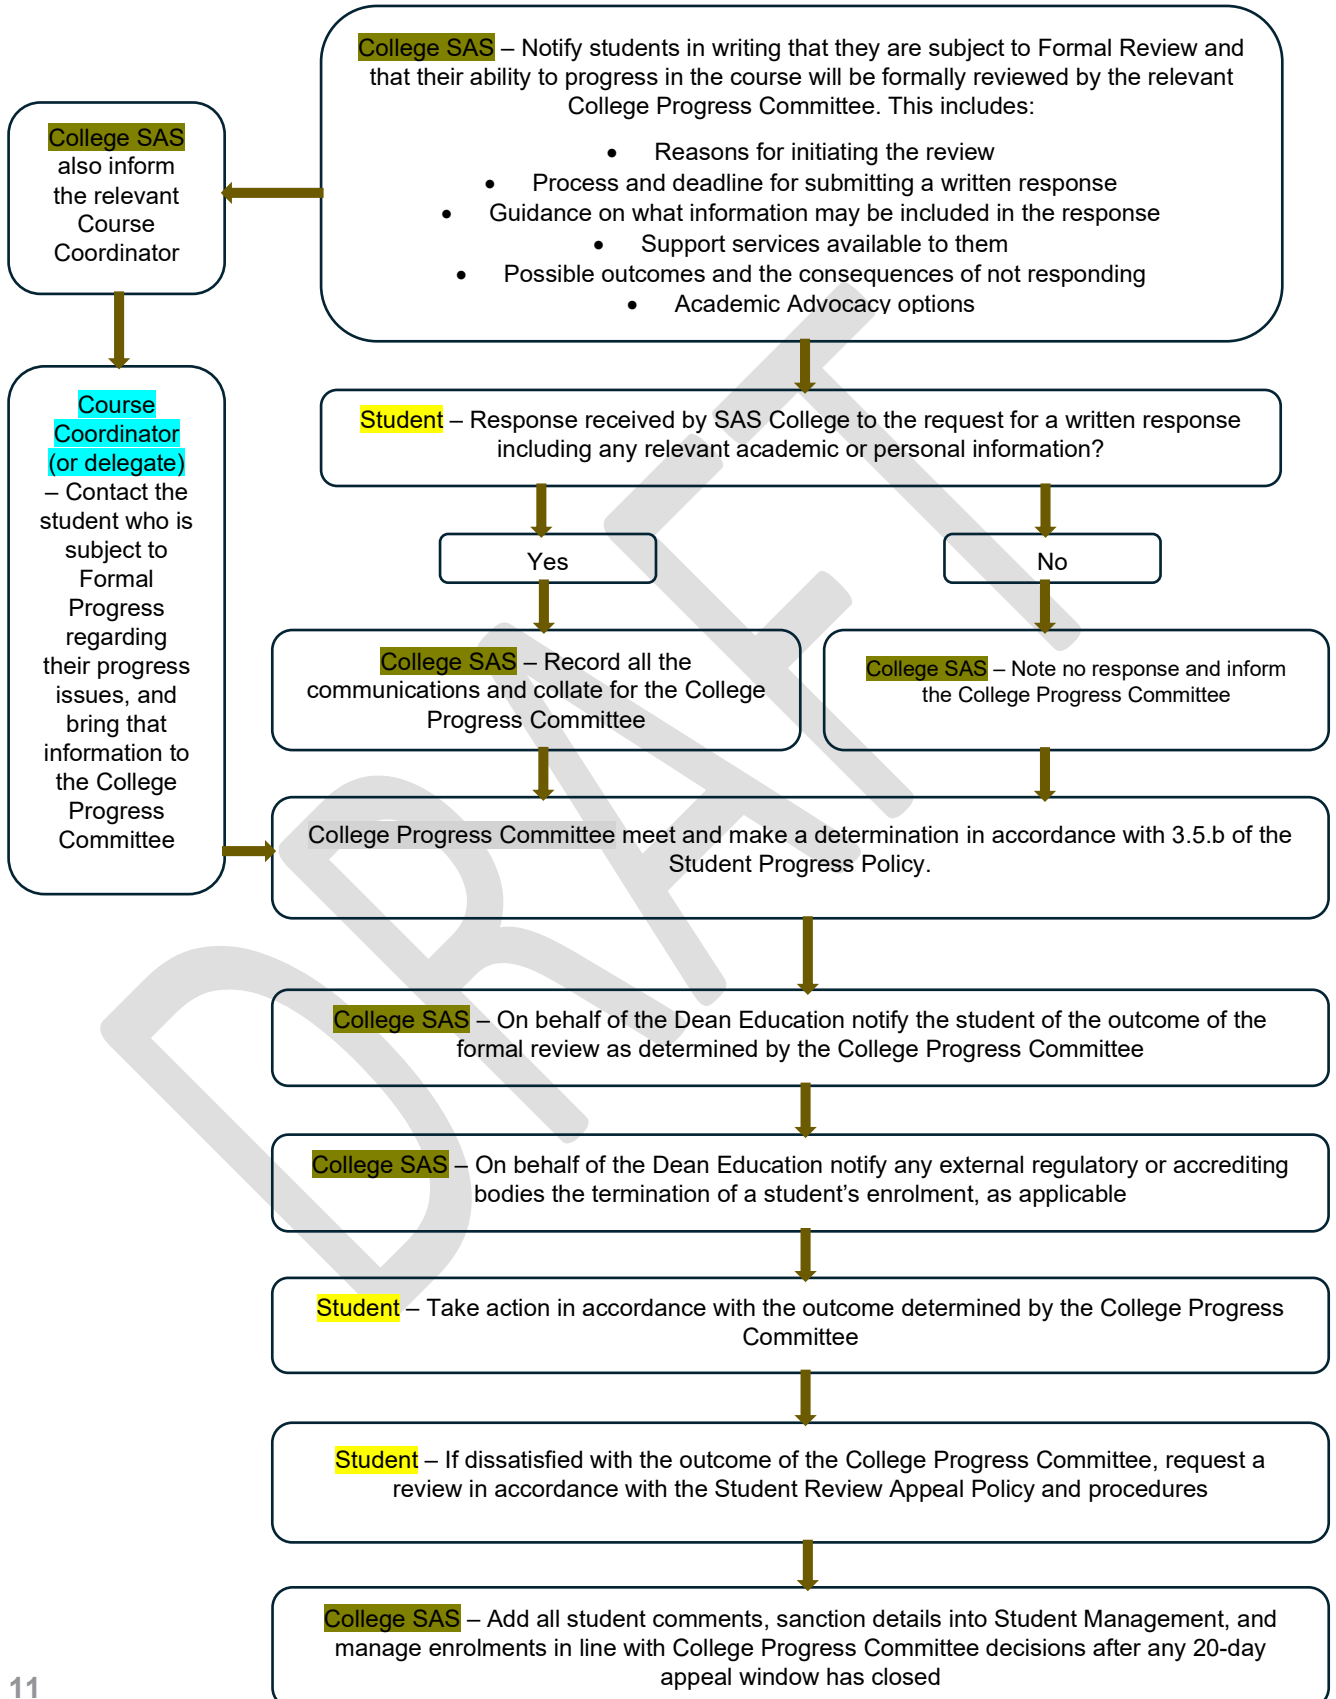 College SAS – Notify students in writing that they are subject to Formal Review and
that their ability to progress in the course will be formally reviewed by the relevant
College Progress Committee. This includes:
• Reasons for initiating the review
• Process and deadline for submitting a written response
• Guidance on what information may be included in the response
• Support services available to them
• Possible outcomes and the consequences of not responding
• Academic Advocacy options
College SAS
also inform
the relevant
Course
Coordinator
Course
Coordinator
(or delegate)
– Contact the
student who is
subject to
Formal
Progress
regarding
their progress
issues, and
bring that
information to
the College
Progress
Committee
Student – Response received by SAS College to the request for a written response
including any relevant academic or personal information?
Yes
No
College SAS – Record all the
communications and collate for the College
Progress Committee
College SAS – Note no response and inform
the College Progress Committee
College Progress Committee meet and make a determination in accordance with 3.5.b of the
Student Progress Policy.
College SAS – On behalf of the Dean Education notify the student of the outcome of the
formal review as determined by the College Progress Committee
College SAS – On behalf of the Dean Education notify any external regulatory or accrediting
bodies the termination of a student’s enrolment, as applicable
Student – Take action in accordance with the outcome determined by the College Progress
Committee
Student – If dissatisfied with the outcome of the College Progress Committee, request a
review in accordance with the Student Review Appeal Policy and procedures
College SAS – Add all student comments, sanction details into Student Management, and
manage enrolments in line with College Progress Committee decisions after any 20-day
appeal window has closed
11
DRAFT